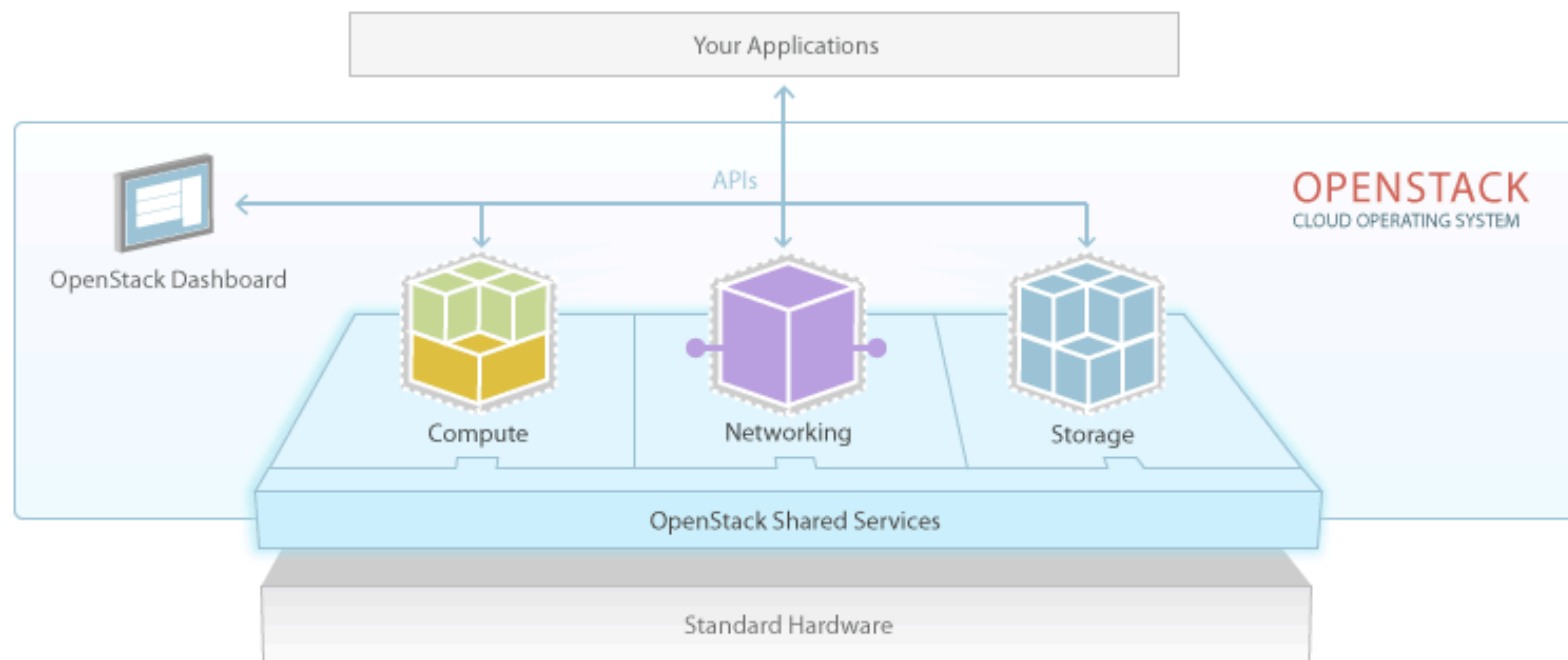 Your Applications
APIs
OPENSTACK
CLOUD OPERATING SYSTEM
OpenStack Dashboard
Compute
Networking
Storage
OpenStack Shared Services
Standard Hardware